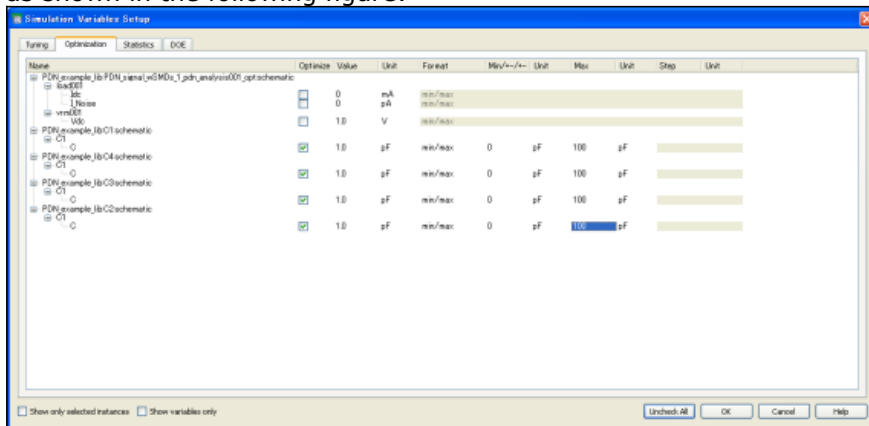 as shown in the following figure.
Simulation Variables Setup
Tuning Optimization Statistics DOE
Name Optimize Value Unit Format Min/+-/+- Unit Max Unit Step Unit
PDN_example_lib:PDN_signal_wSMDs_1_pdn_analysis001_opt:schematic
load001
Idc 0 mA min/max
I_Noise 0 pA min/max
vrm001
Vdc 1.0 V min/max
PDN_example_lib:C1:schematic
C1
C 1.0 pF min/max 0 pF 100 pF
PDN_example_lib:C4:schematic
C1
C 1.0 pF min/max 0 pF 100 pF
PDN_example_lib:C3:schematic
C1
C 1.0 pF min/max 0 pF 100 pF
PDN_example_lib:C2:schematic
C1
C 1.0 pF min/max 0 pF 100 pF
Show only selected instances Show variables only Uncheck All OK Cancel Help